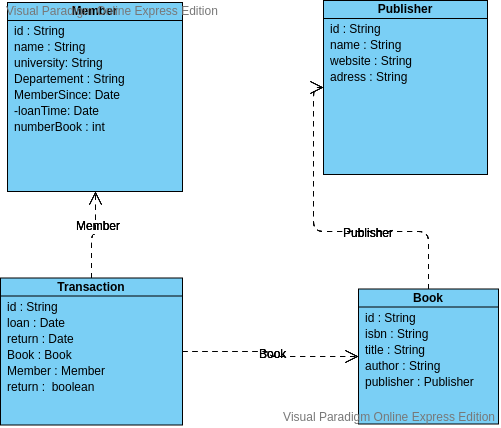 Visual Paradigm Online Express Edition
Member
id : String
name : String
university: String
Departement : String
MemberSince: Date
-loanTime: Date
numberBook : int
Publisher
id : String
name : String
website : String
adress : String
Member
Publisher
Transaction
id : String
loan : Date
return : Date
Book : Book
Member : Member
return :  boolean
Book
Book
id : String
isbn : String
title : String
author : String
publisher : Publisher
Visual Paradigm Online Express Edition